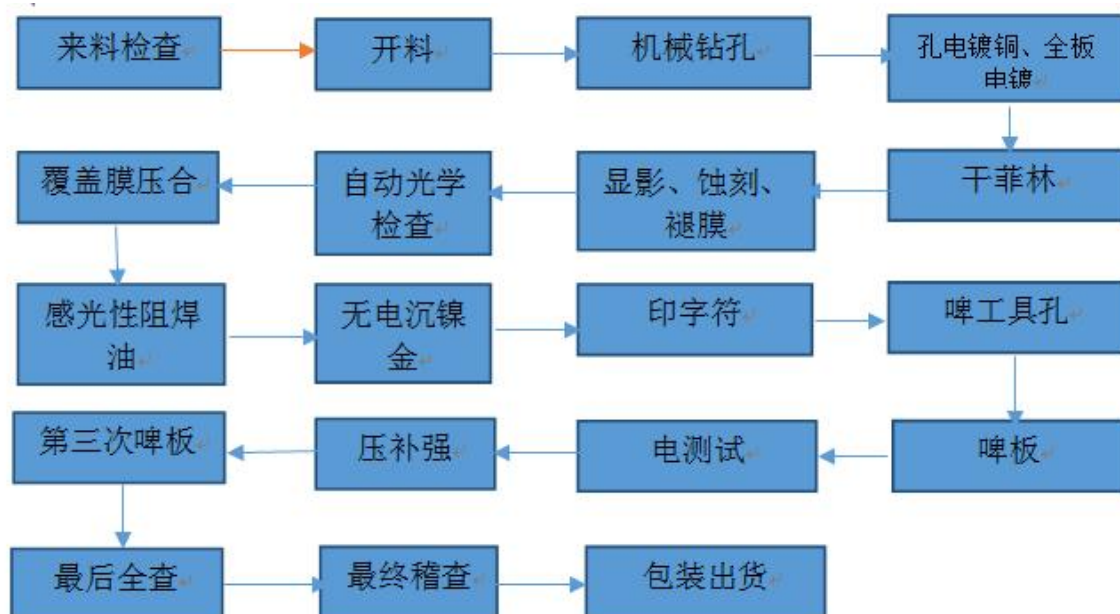 来料检查
开料
机械钻孔
孔电镀铜、全板
电镀
干菲林
显影、蚀刻、
褪膜
自动光学
检查
覆盖膜压合
感光性阻焊
油
无电沉镍
金
印字符
啤工具孔
啤板
电测试
压补强
第三次啤板
最后全查
最终稽查
包装出货